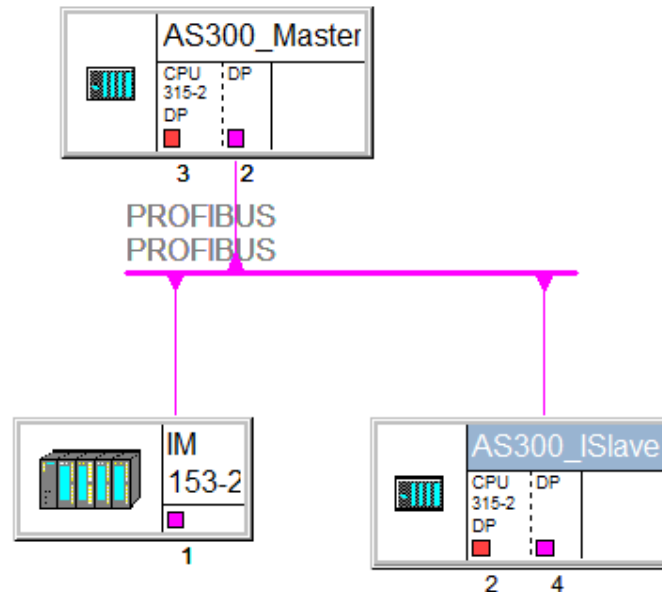 AS300_Master
CPU 315-2 DP
DP
3
2
PROFIBUS
PROFIBUS
IM
153-2
1
AS300_ISlave
CPU 315-2 DP
DP
2
4